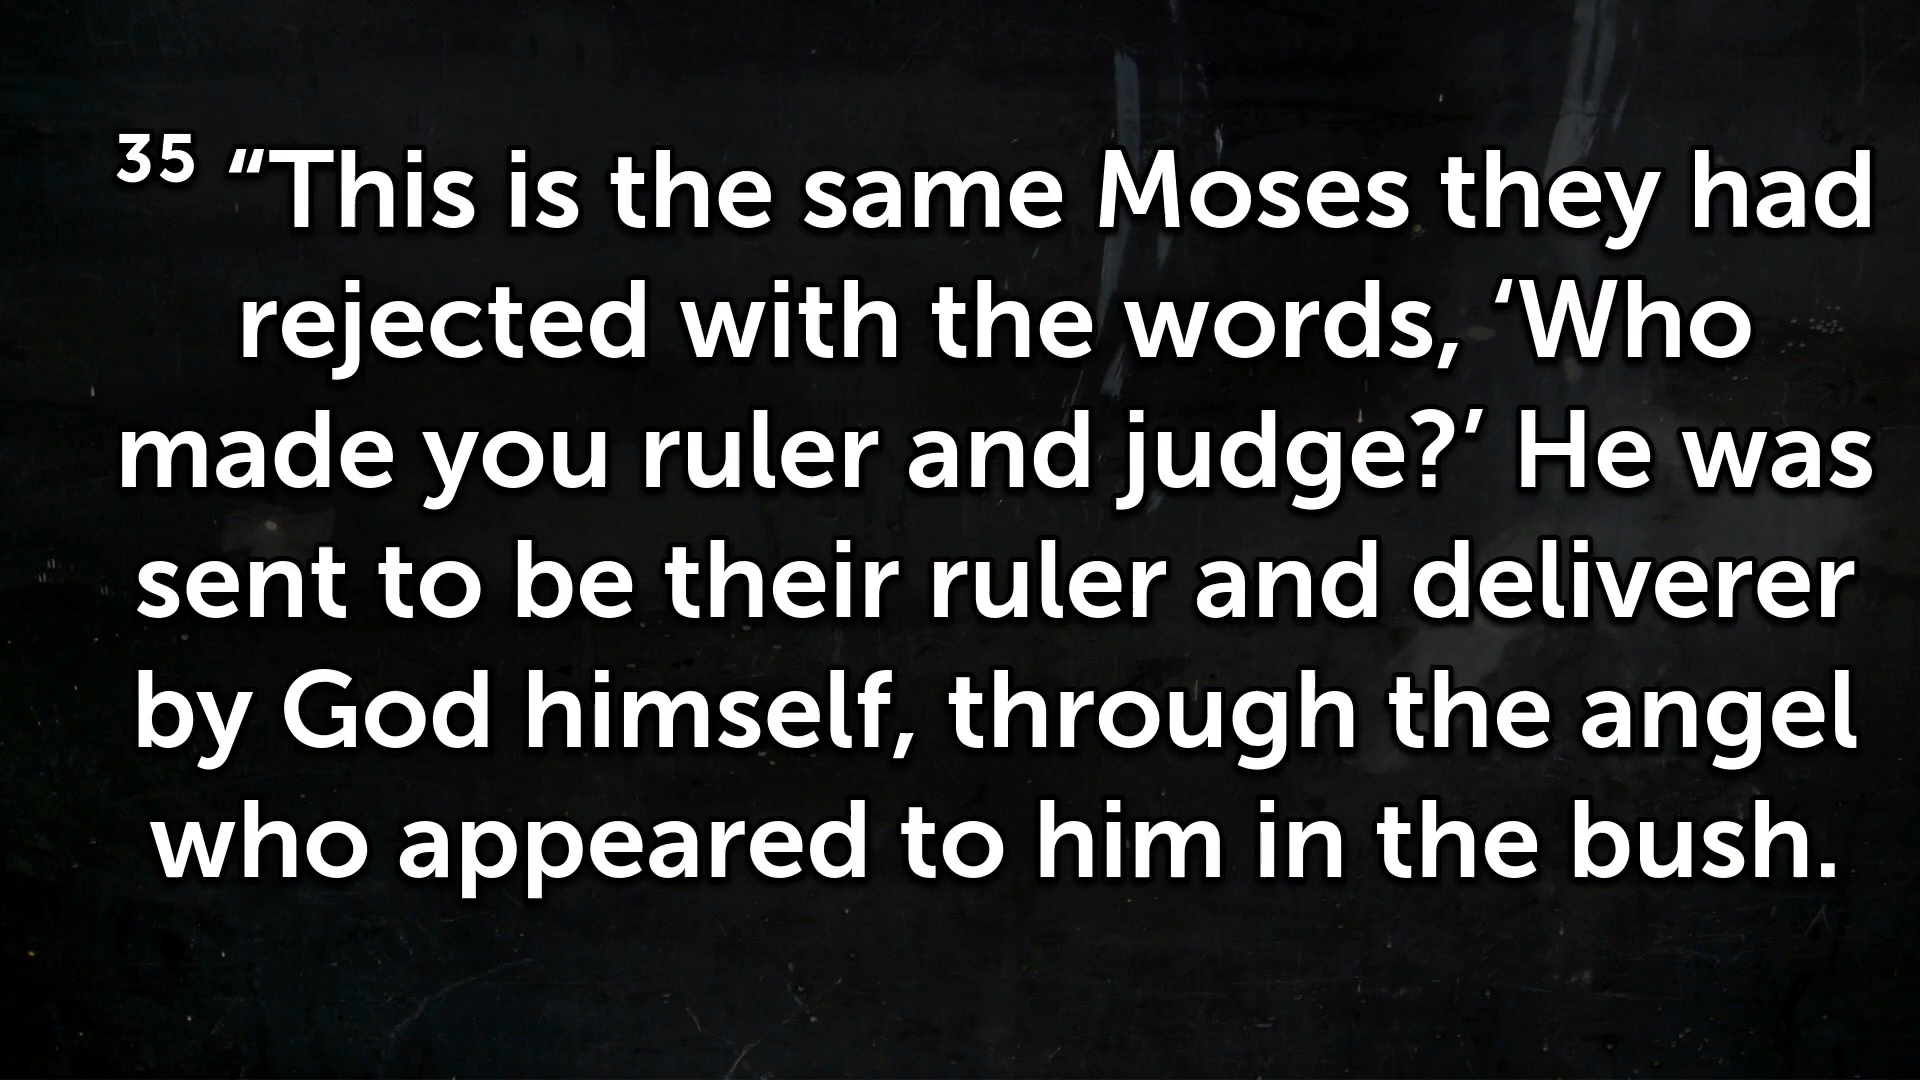 35 “This is the same Moses they had
rejected with the words, ‘Who
made you ruler and judge?’ He was
sent to be their ruler and deliverer
by God himself, through the angel
who appeared to him in the bush.